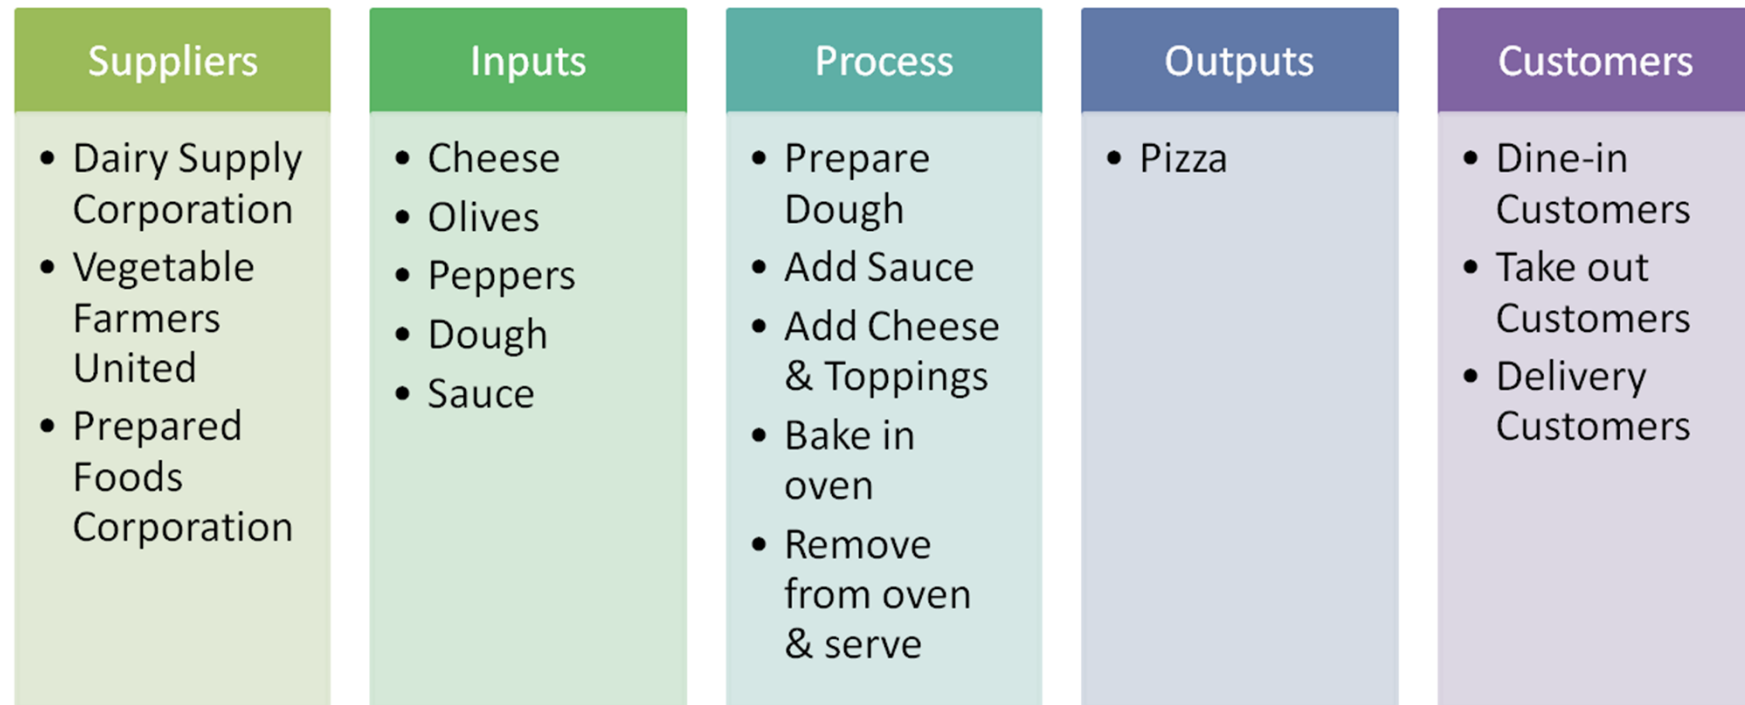 Suppliers
• Dairy Supply
Corporation
• Vegetable
Farmers
United
• Prepared
Foods
Corporation
Inputs
• Cheese
• Olives
• Peppers
• Dough
• Sauce
Process
• Prepare
Dough
• Add Sauce
• Add Cheese
& Toppings
• Bake in
oven
• Remove
from oven
& serve
Outputs
• Pizza
Customers
• Dine-in
Customers
• Take out
Customers
• Delivery
Customers